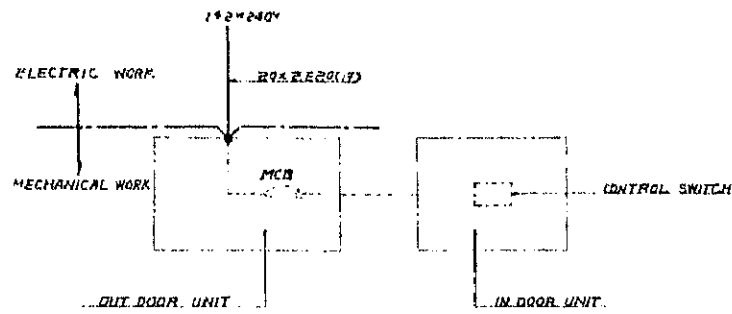 1φ2W240V
ELECTRIC WORK
MECHANICAL WORK
MCB
CONTROL SWITCH
OUT DOOR UNIT
IN DOOR UNIT